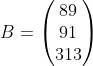 B = ( 89
91
313 )